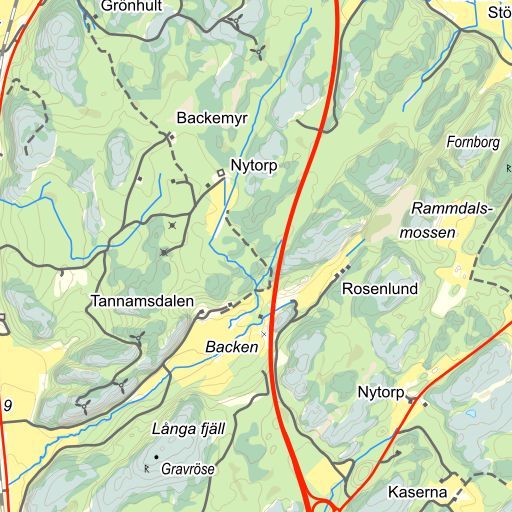 Grönhult
Stö
Backemyr
Fornborg
Nytorp
R
Rammdals-
mossen
Rosenlund
Tannamsdalen
Backen
Nytorp
9
Långa fjäll
R
Gravröse
Kaserna